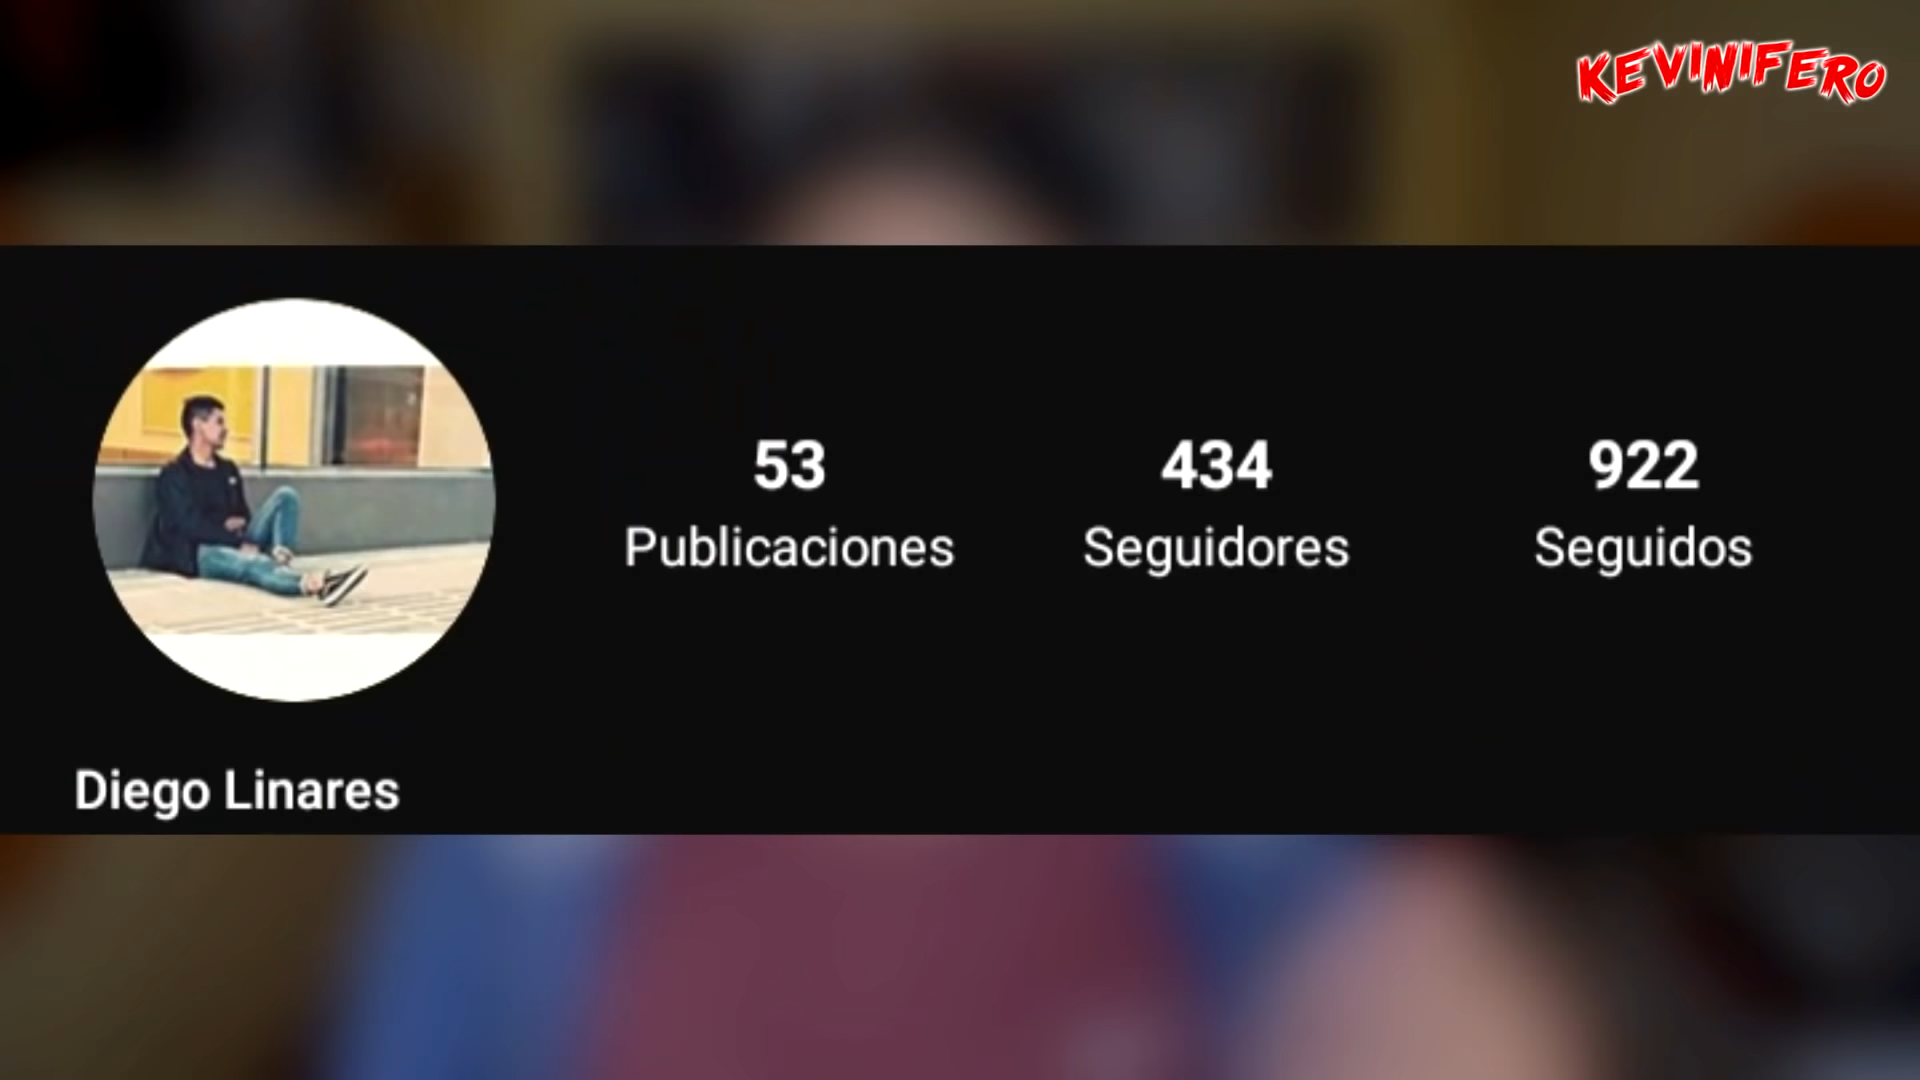 KEVINIFERO
53
Publicaciones
434
Seguidores
922
Seguidos
Diego Linares